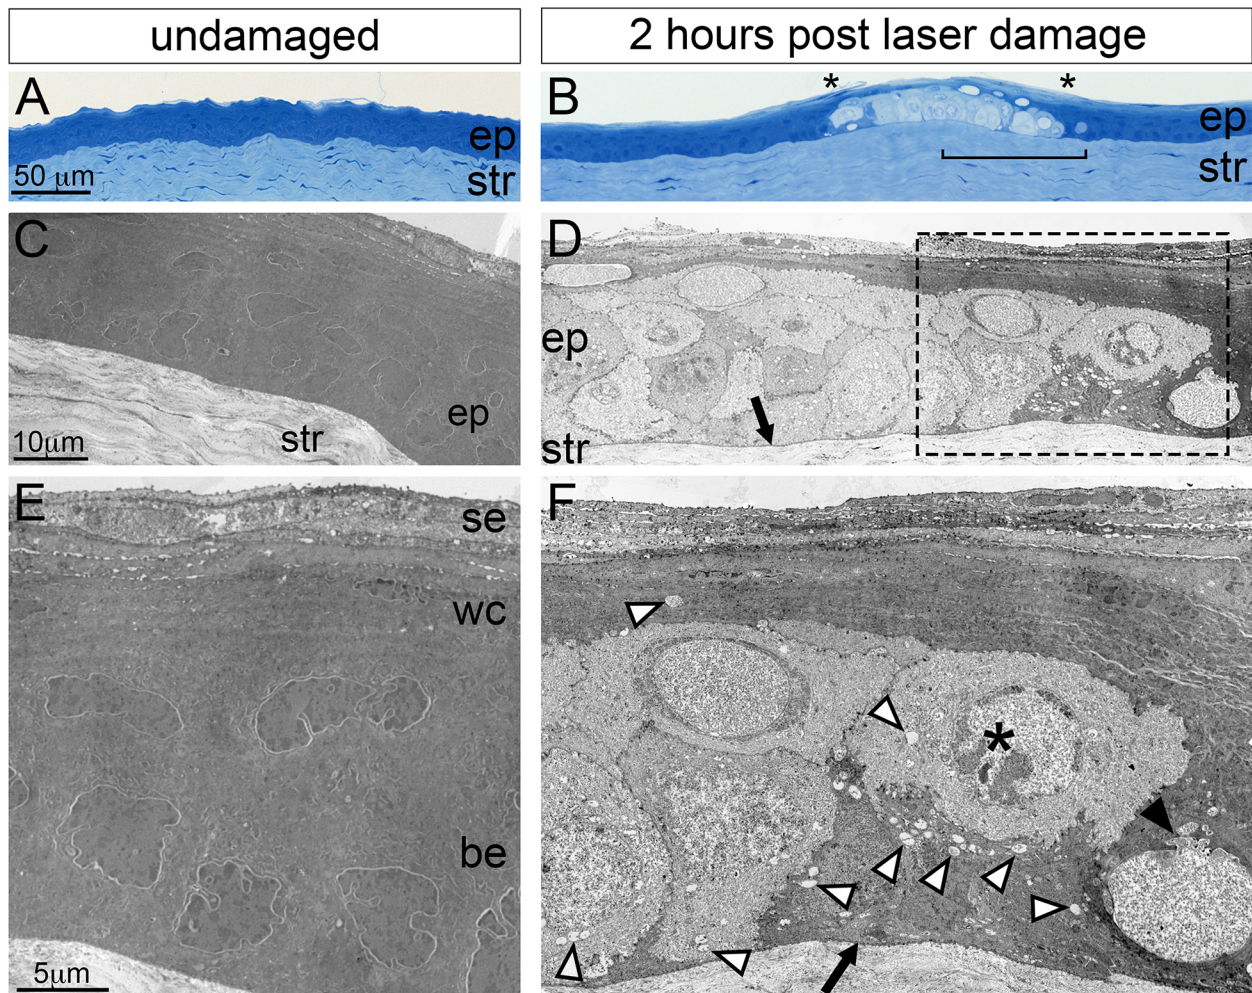 undamaged
2 hours post laser damage
A
ep
str
50 µm
B
*
*
ep
str
C
str
ep
10µm
D
ep
str
E
se
wc
be
5µm
F
*